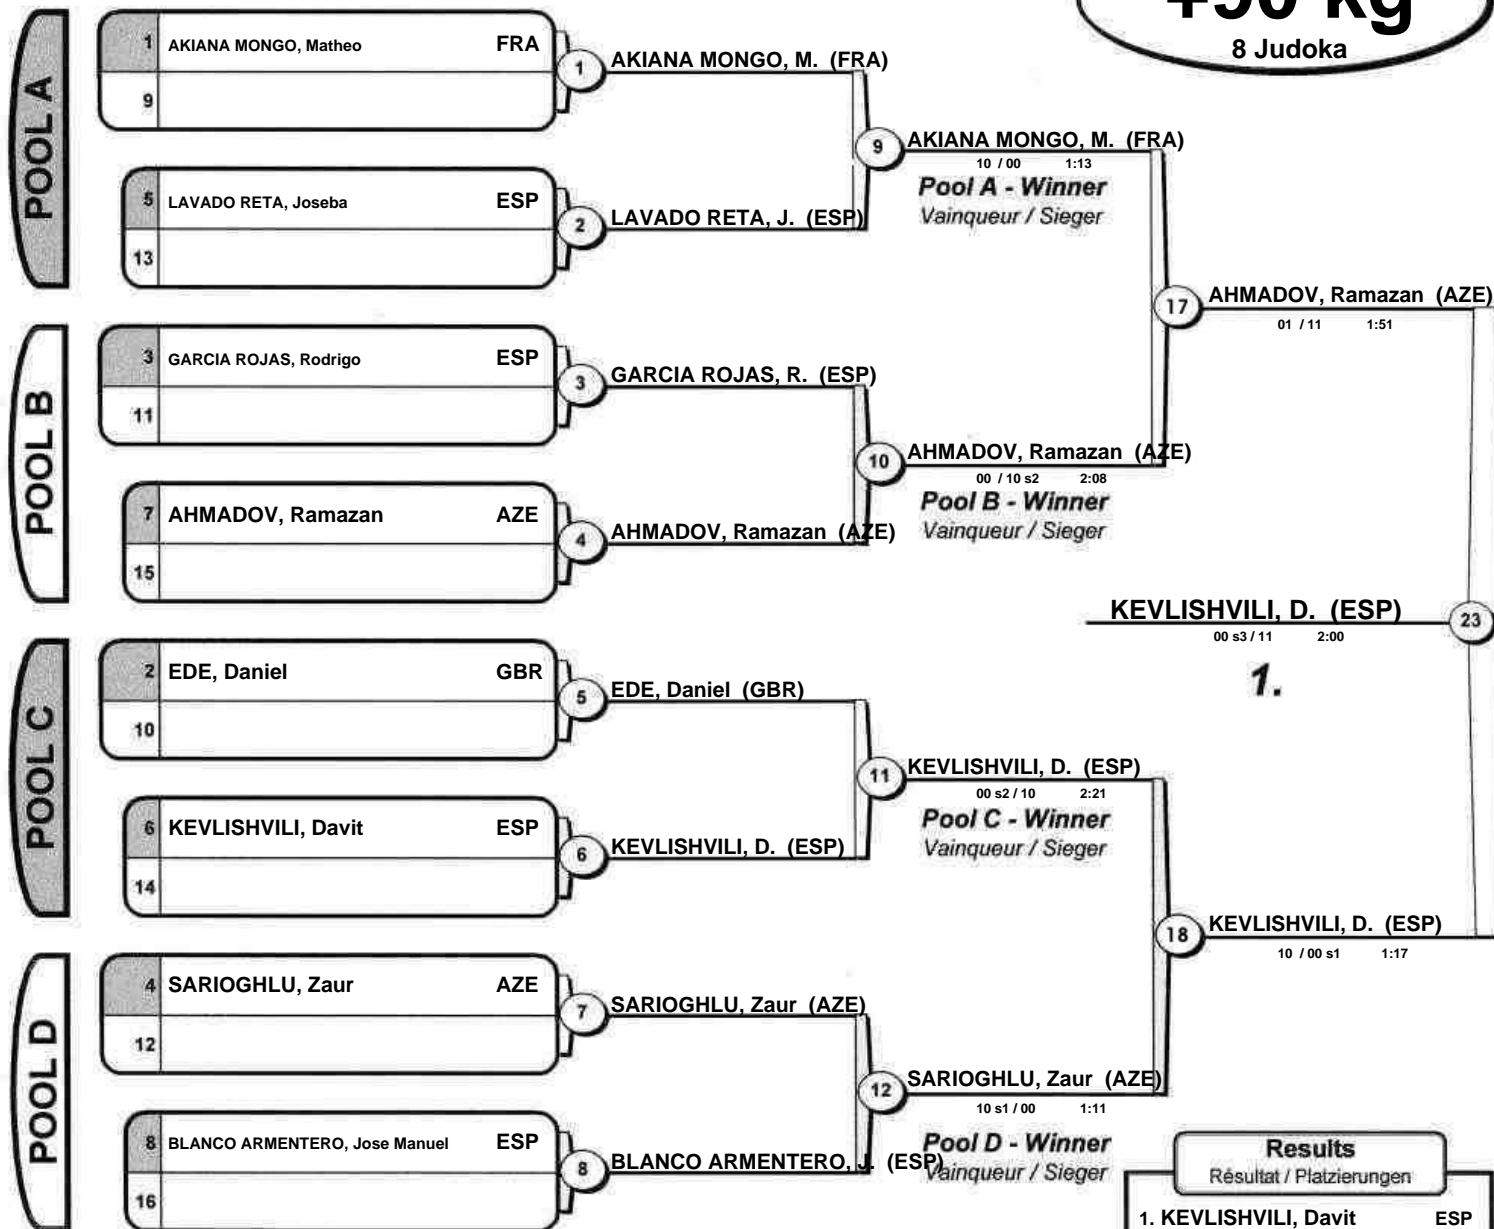 +90 kg
8 Judoka
POOL A
1 AKIANA MONGO, Matheo FRA
9
1 AKIANA MONGO, M. (FRA)
5 LAVADO RETA, Joseba ESP
13
2 LAVADO RETA, J. (ESP)
9 AKIANA MONGO, M. (FRA)
10 / 00 1:13
Pool A - Winner
Vainqueur / Sieger
POOL B
3 GARCIA ROJAS, Rodrigo ESP
11
3 GARCIA ROJAS, R. (ESP)
7 AHMADOV, Ramazan AZE
15
4 AHMADOV, Ramazan (AZE)
10 AHMADOV, Ramazan (AZE)
00 / 10 s2 2:08
Pool B - Winner
Vainqueur / Sieger
17 AHMADOV, Ramazan (AZE)
01 / 11 1:51
KEVLISHVILI, D. (ESP) 23
00 s3 / 11 2:00
1.
POOL C
2 EDE, Daniel GBR
10
5 EDE, Daniel (GBR)
6 KEVLISHVILI, Davit ESP
14
6 KEVLISHVILI, D. (ESP)
11 KEVLISHVILI, D. (ESP)
00 s2 / 10 2:21
Pool C - Winner
Vainqueur / Sieger
18 KEVLISHVILI, D. (ESP)
10 / 00 s1 1:17
POOL D
4 SARIOGHLU, Zaur AZE
12
7 SARIOGHLU, Zaur (AZE)
8 BLANCO ARMENTERO, Jose Manuel ESP
16
8 BLANCO ARMENTERO, J. (ESP)
12 SARIOGHLU, Zaur (AZE)
10 s1 / 00 1:11
Pool D - Winner
Vainqueur / Sieger
Results
Résultat / Platzierungen
1. KEVLISHVILI, Davit ESP